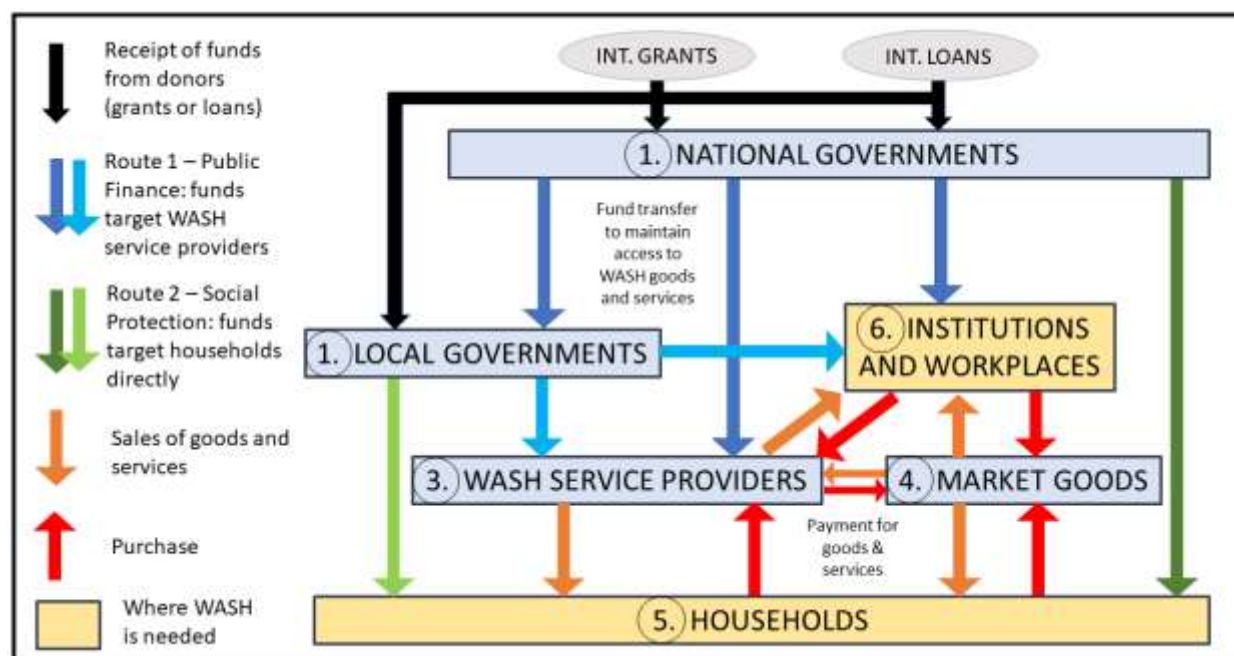 Receipt of funds
from donors
(grants or loans)
Route 1 – Public
Finance: funds
target WASH
service providers
Route 2 – Social
Protection: funds
target households
directly
Sales of goods and
services
Purchase
Where WASH
is needed
INT. GRANTS
INT. LOANS
1. NATIONAL GOVERNMENTS
Fund transfer
to maintain
access to
WASH goods
and services
1. LOCAL GOVERNMENTS
6. INSTITUTIONS
AND WORKPLACES
3. WASH SERVICE PROVIDERS
4. MARKET GOODS
Payment for
goods &
services
5. HOUSEHOLDS